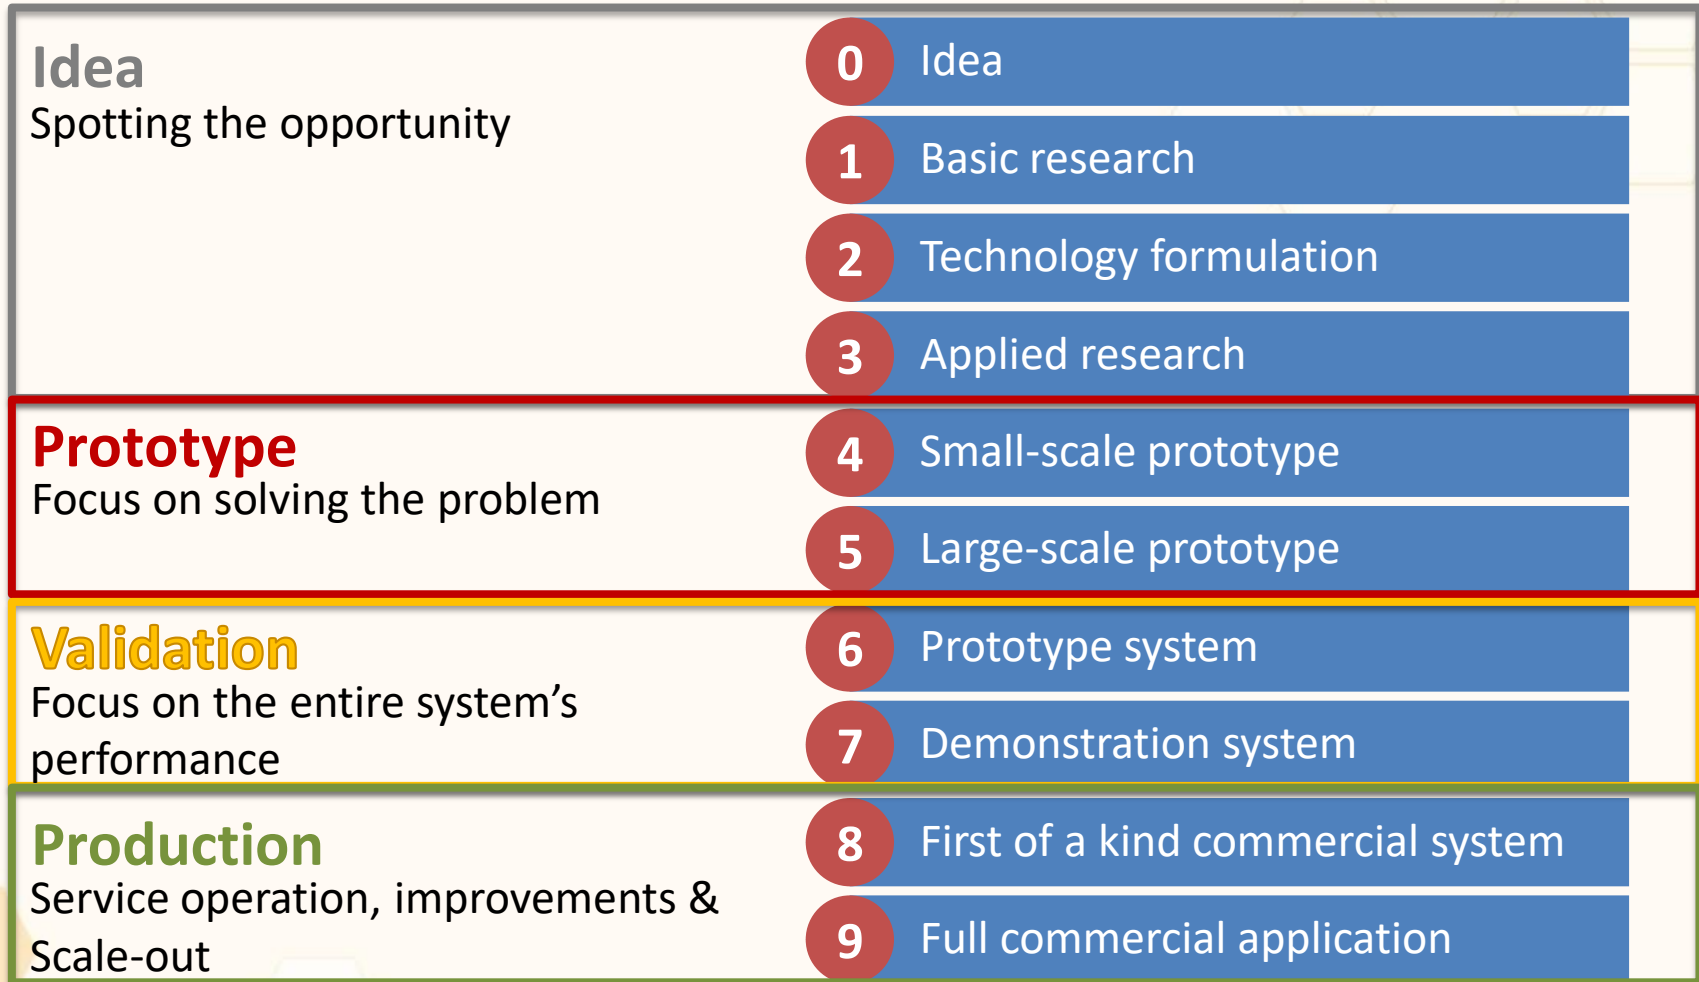 Idea
Spotting the opportunity
0 Idea
1 Basic research
2 Technology formulation
3 Applied research
Prototype
Focus on solving the problem
4 Small-scale prototype
5 Large-scale prototype
Validation
Focus on the entire system’s
performance
6 Prototype system
7 Demonstration system
Production
Service operation, improvements &
Scale-out
8 First of a kind commercial system
9 Full commercial application